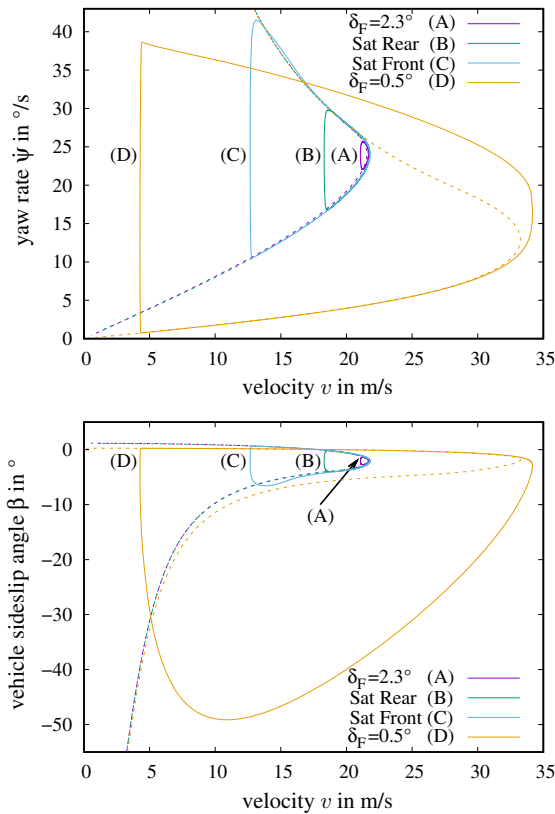 δF=2.3° (A)
Sat Rear (B)
Sat Front (C)
δF=0.5° (D)
(D) (C) (B) (A)
yaw rate ψ̇ in °/s
0 5 10 15 20 25 30 35 40
0 5 10 15 20 25 30 35
velocity v in m/s
(D) (C) (B)
(A)
vehicle sideslip angle β in °
0 −10 −20 −30 −40 −50
δF=2.3° (A)
Sat Rear (B)
Sat Front (C)
δF=0.5° (D)
0 5 10 15 20 25 30 35
velocity v in m/s